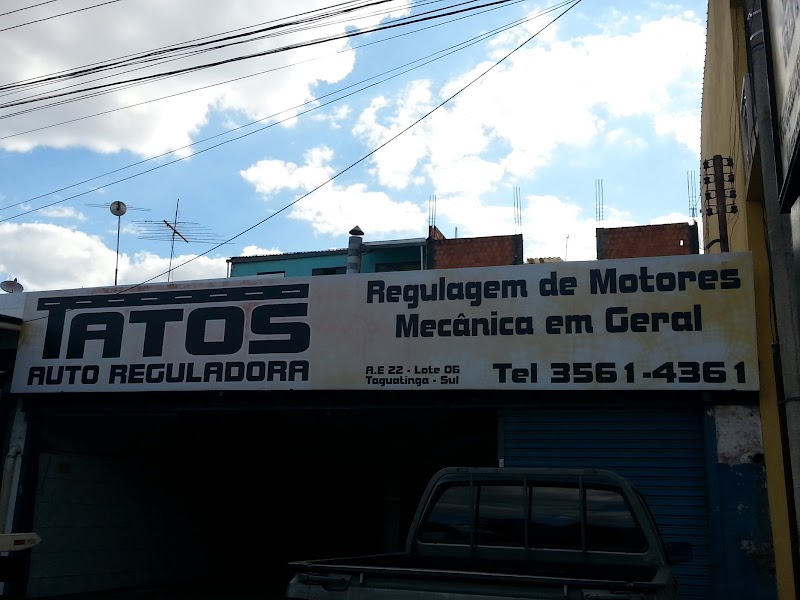 TATOS
AUTO REGULADORA
Regulagem de Motores
Mecânica em Geral
A.E 22 - Lote 06
Taguatinga - Sul
Tel 3561-4361